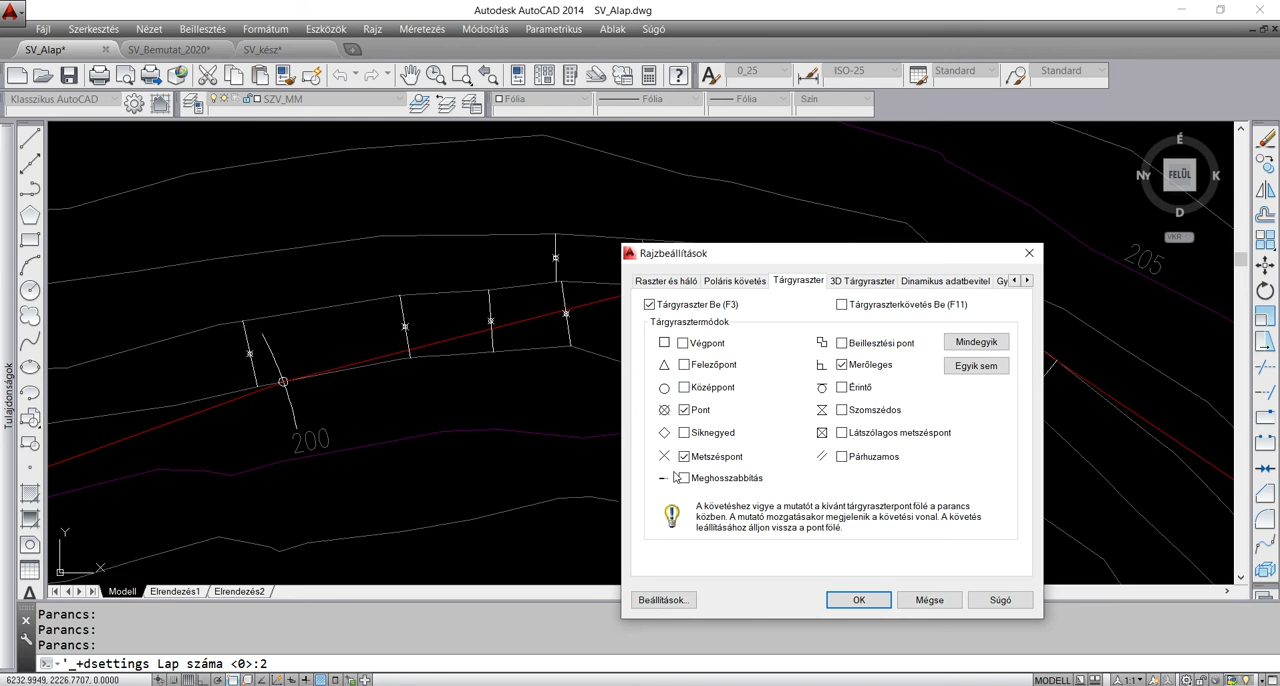 Autodesk AutoCAD 2014 SV_Alap.dwg
Fájl Szerkesztés Nézet Beillesztés Formátum Eszközök Rajz Méretezés Módosítás Parametrikus Ablak Súgó
SV_Alap* SV_Bemutat_2020* SV_kész*
0_25 ISO-25 Standard Standard
Klasszikus AutoCAD SZV_MM Fólia Fólia Fólia Szín
É
Ny FELÜL K
D
VKR
205
200
Tulajdonságok
Rajzbeállítások
Raszter és háló Poláris követés Tárgyraszter 3D Tárgyraszter Dinamikus adatbevitel Gy
Tárgyraszter Be (F3) Tárgyraszterkövetés Be (F11)
Tárgyrasztermódok
Végpont Beillesztési pont Mindegyik
Felezőpont Merőleges Egyik sem
Középpont Érintő
Pont Szomszédos
Síknegyed Látszólagos metszéspont
Metszéspont Párhuzamos
Meghosszabbítás
A követéshez vigye a mutatót a kívánt tárgyraszterpont fölé a parancs
közben. A mutató mozgatásakor megjelenik a követési vonal. A követés
leállításához álljon vissza a pont fölé.
Beállítások... OK Mégse Súgó
Y
X
Modell Elrendezés1 Elrendezés2
Parancs:
Parancs:
Parancs:
'_+dsettings Lap száma <0>:2
6232.9949, 2226.7707, 0.0000 MODELL 1:1